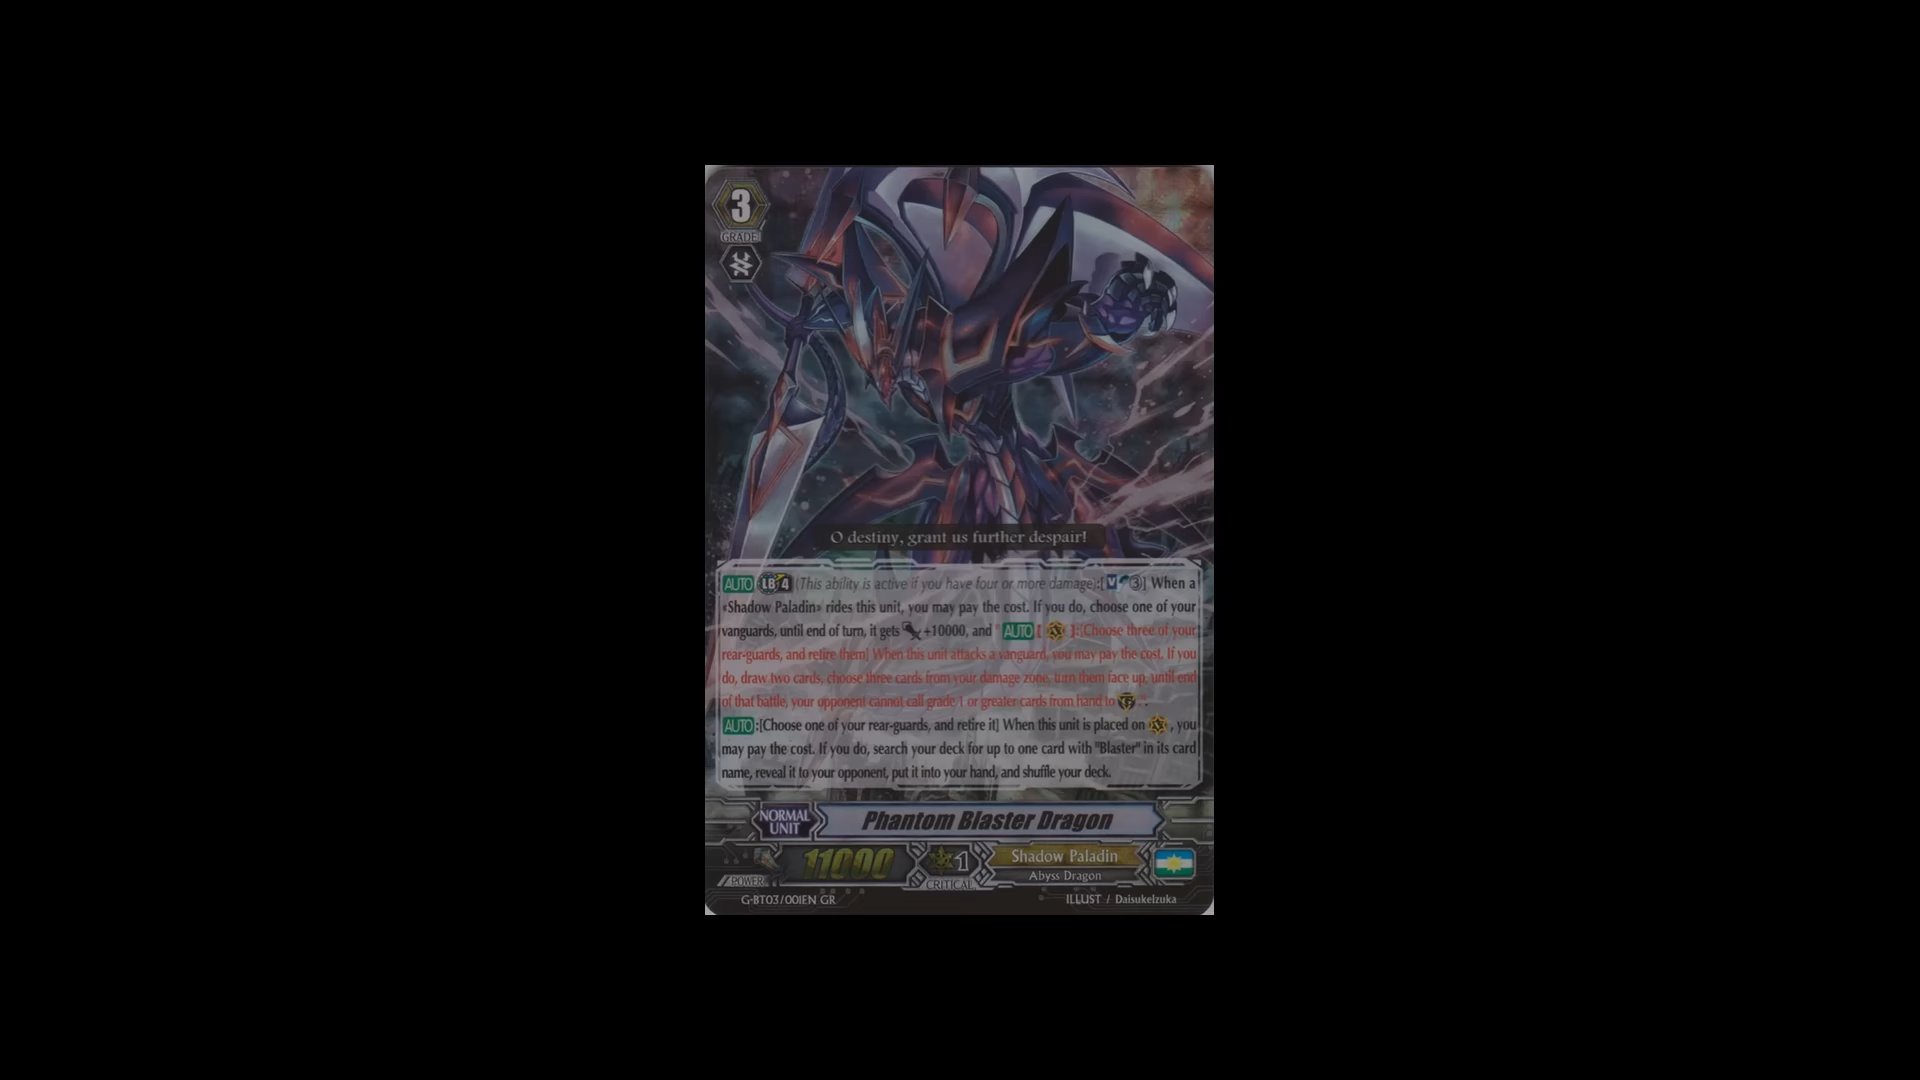 3
GRADE
O destiny, grant us further despair!
AUTO LB 4 (This ability is active if you have four or more damage):[V ③] When a
«Shadow Paladin» rides this unit, you may pay the cost. If you do, choose one of your
vanguards, until end of turn, it gets +10000, and "AUTO [ ]:[Choose three of your
rear-guards, and retire them] When this unit attacks a vanguard, you may pay the cost. If you
do, draw two cards, choose three cards from your damage zone, turn them face up, until end
of that battle, your opponent cannot call grade 1 or greater cards from hand to G ".
AUTO :[Choose one of your rear-guards, and retire it] When this unit is placed on , you
may pay the cost. If you do, search your deck for up to one card with "Blaster" in its card
name, reveal it to your opponent, put it into your hand, and shuffle your deck.
NORMAL UNIT
Phantom Blaster Dragon
POWER 11000
1 CRITICAL
Shadow Paladin
Abyss Dragon
G-BT03/001EN GR
ILLUST / DaisukeIzuka